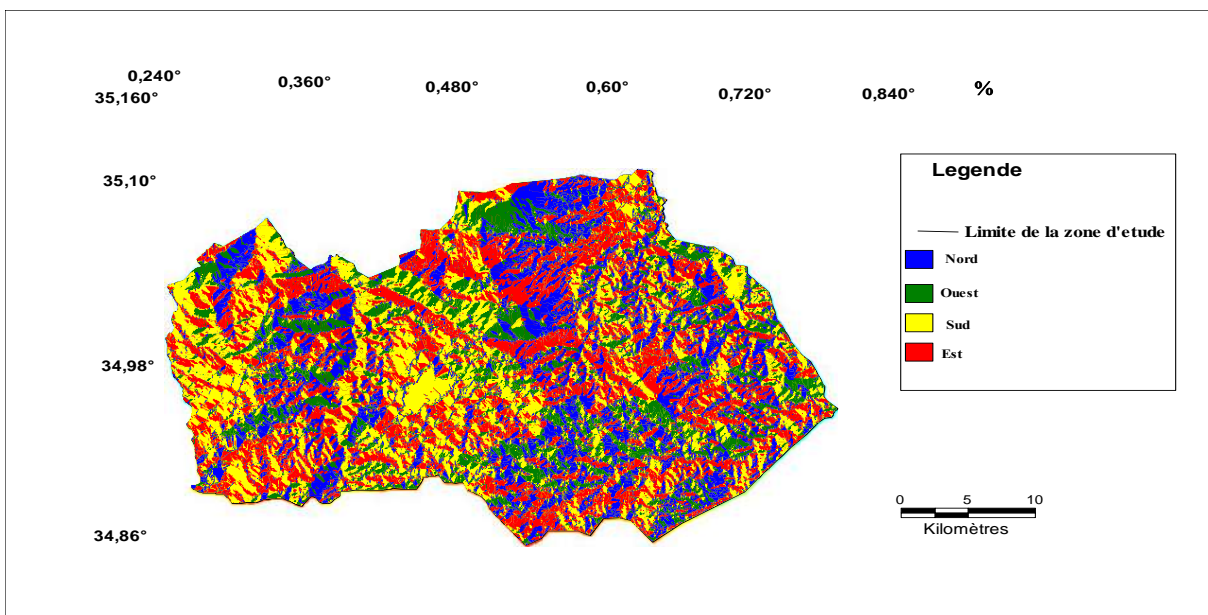 0,240° 0,360° 0,480° 0,60° 0,720° 0,840° %
35,160°
35,10°
34,98°
34,86°
Legende
Limite de la zone d'etude
Nord
Ouest
Sud
Est
0 5 10
Kilomètres